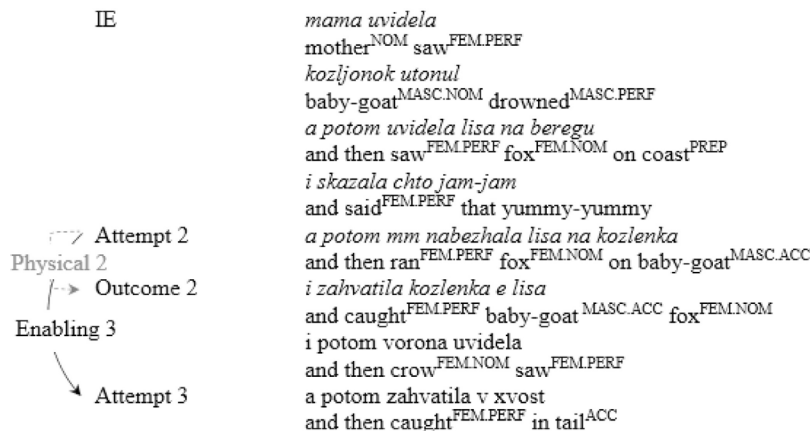 IE mama uvidela
mother^NOM saw^FEM.PERF
kozljonok utonul
baby-goat^MASC.NOM drowned^MASC.PERF
a potom uvidela lisa na beregu
and then saw^FEM.PERF fox^FEM.NOM on coast^PREP
i skazala chto jam-jam
and said^FEM.PERF that yummy-yummy
Attempt 2 a potom mm nabezhala lisa na kozlenka
Physical 2 and then ran^FEM.PERF fox^FEM.NOM on baby-goat^MASC.ACC
Outcome 2 i zahvatila kozlenka e lisa
and caught^FEM.PERF baby-goat^MASC.ACC fox^FEM.NOM
Enabling 3 i potom vorona uvidela
and then crow^FEM.NOM saw^FEM.PERF
Attempt 3 a potom zahvatila v xvost
and then caught^FEM.PERF in tail^ACC